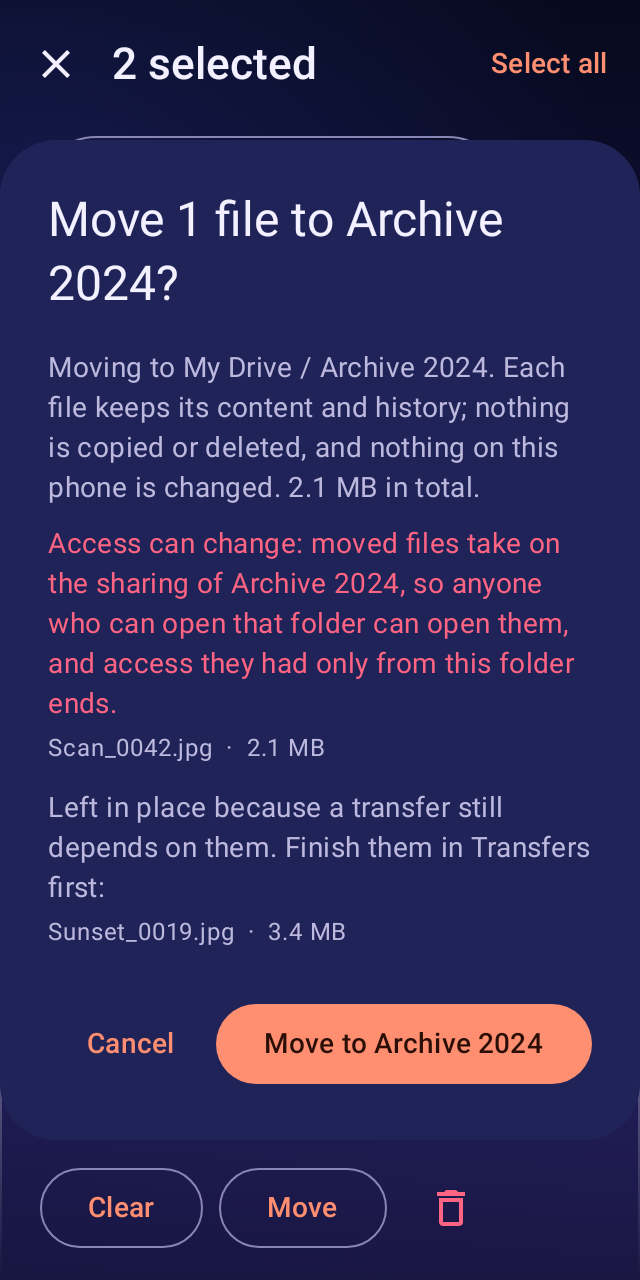 2 selected
Select all
Move 1 file to Archive
2024?
Moving to My Drive / Archive 2024. Each
file keeps its content and history; nothing
is copied or deleted, and nothing on this
phone is changed. 2.1 MB in total.
Access can change: moved files take on
the sharing of Archive 2024, so anyone
who can open that folder can open them,
and access they had only from this folder
ends.
Scan_0042.jpg · 2.1 MB
Left in place because a transfer still
depends on them. Finish them in Transfers
first:
Sunset_0019.jpg · 3.4 MB
Cancel
Move to Archive 2024
Clear
Move